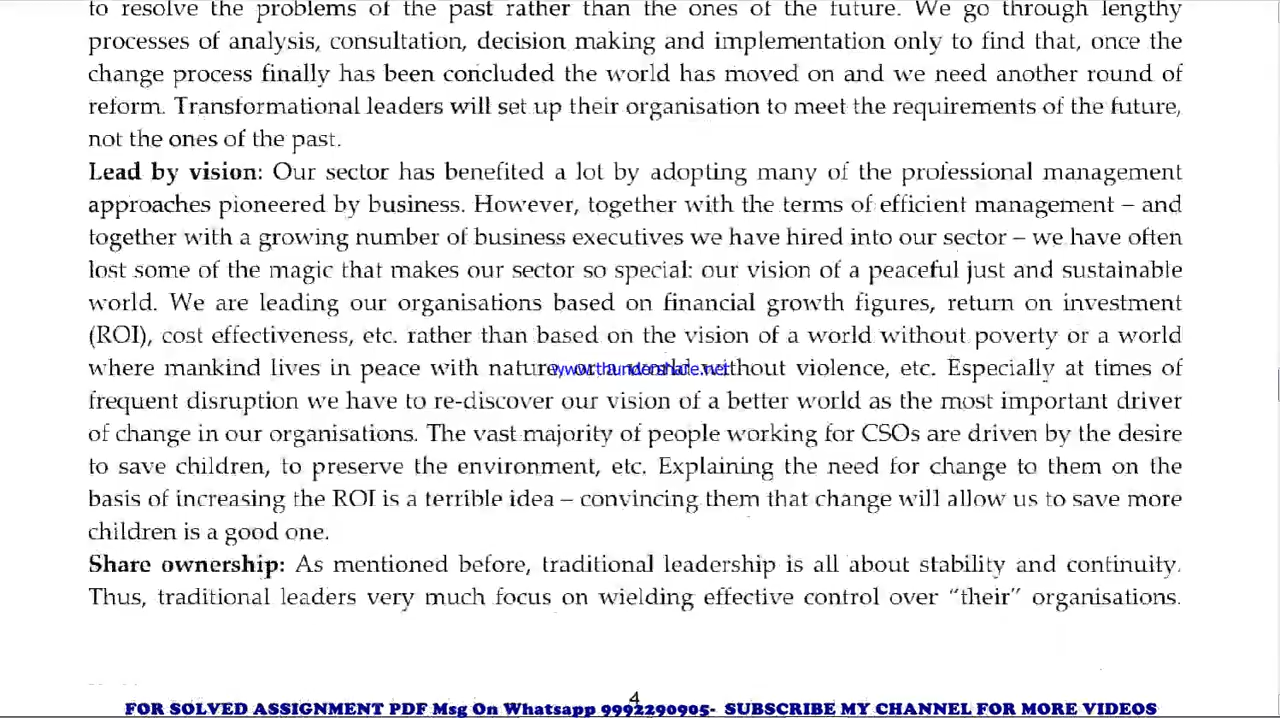 to resolve the problems of the past rather than the ones of the future. We go through lengthy
processes of analysis, consultation, decision making and implementation only to find that, once the
change process finally has been concluded the world has moved on and we need another round of
reform. Transformational leaders will set up their organisation to meet the requirements of the future,
not the ones of the past.
Lead by vision: Our sector has benefited a lot by adopting many of the professional management
approaches pioneered by business. However, together with the terms of efficient management – and
together with a growing number of business executives we have hired into our sector – we have often
lost some of the magic that makes our sector so special: our vision of a peaceful just and sustainable
world. We are leading our organisations based on financial growth figures, return on investment
(ROI), cost effectiveness, etc. rather than based on the vision of a world without poverty or a world
where mankind lives in peace with nature, or a world without violence, etc. Especially at times of
frequent disruption we have to re-discover our vision of a better world as the most important driver
of change in our organisations. The vast majority of people working for CSOs are driven by the desire
to save children, to preserve the environment, etc. Explaining the need for change to them on the
basis of increasing the ROI is a terrible idea – convincing them that change will allow us to save more
children is a good one.
Share ownership: As mentioned before, traditional leadership is all about stability and continuity.
Thus, traditional leaders very much focus on wielding effective control over “their” organisations.
4
FOR SOLVED ASSIGNMENT PDF Msg On Whatsapp 9992290905- SUBSCRIBE MY CHANNEL FOR MORE VIDEOS